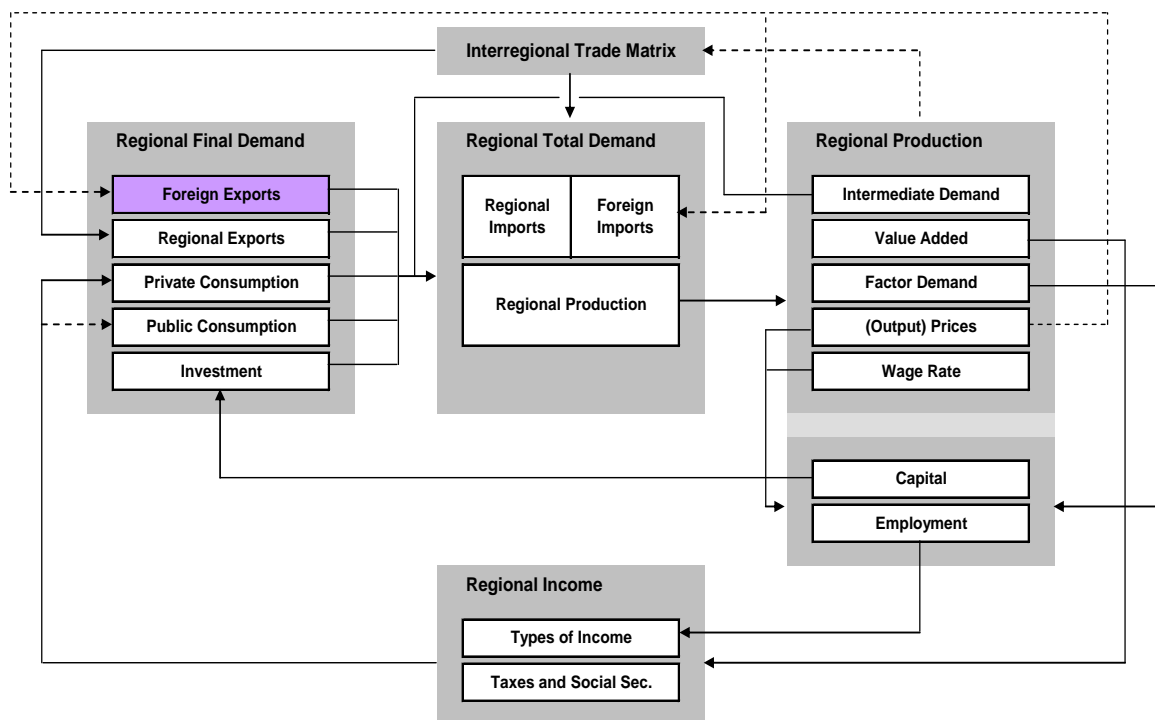 Interregional Trade Matrix
Regional Final Demand
Foreign Exports
Regional Exports
Private Consumption
Public Consumption
Investment
Regional Total Demand
Regional
Imports
Foreign
Imports
Regional Production
Regional Production
Intermediate Demand
Value Added
Factor Demand
(Output) Prices
Wage Rate
Capital
Employment
Regional Income
Types of Income
Taxes and Social Sec.